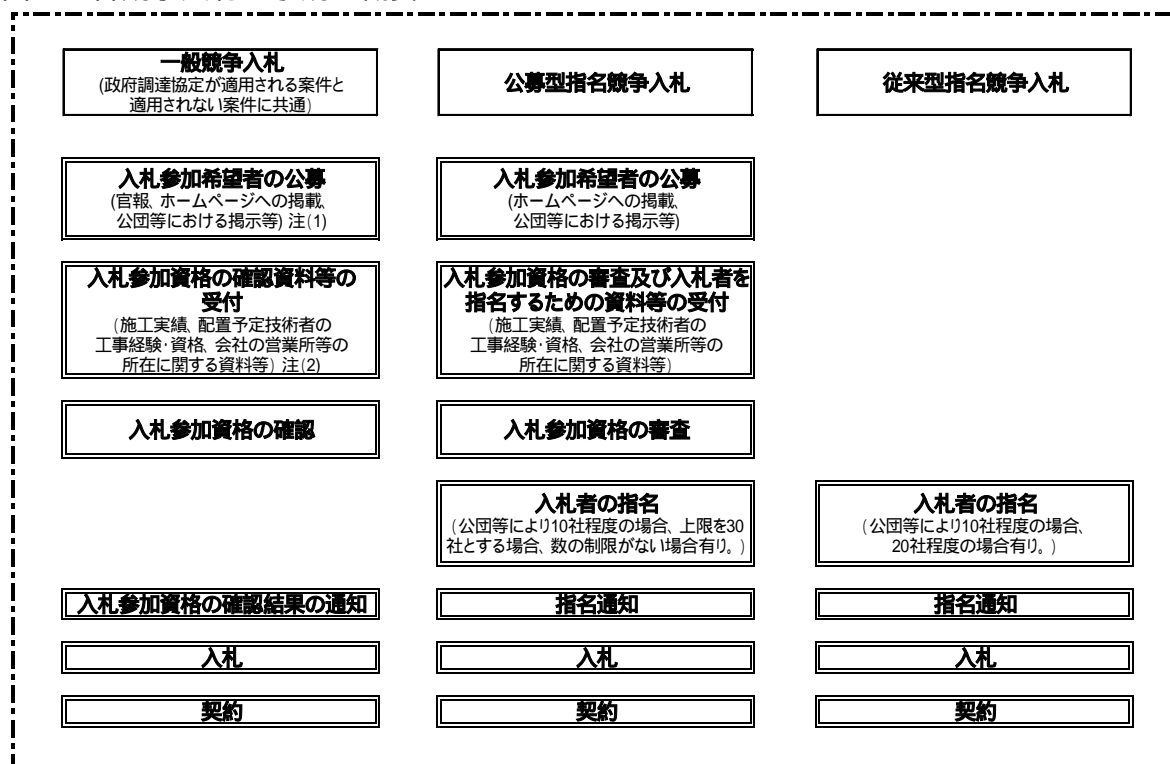 一般競争入札
(政府調達協定が適用される案件と
適用されない案件に共通)
公募型指名競争入札
従来型指名競争入札
入札参加希望者の公募
(官報、ホームページへの掲載、
公団等における掲示等) 注(1)
入札参加希望者の公募
(ホームページへの掲載、
公団等における掲示等)
入札参加資格の確認資料等の
受付
(施工実績、配置予定技術者の
工事経験・資格、会社の営業所等の
所在に関する資料等) 注(2)
入札参加資格の審査及び入札者を
指名するための資料等の受付
(施工実績、配置予定技術者の
工事経験・資格、会社の営業所等の
所在に関する資料等)
入札参加資格の確認
入札参加資格の審査
入札者の指名
(公団等により10社程度の場合、上限を30
社とする場合、数の制限がない場合有り。)
入札者の指名
(公団等により10社程度の場合、
20社程度の場合有り。)
入札参加資格の確認結果の通知
指名通知
指名通知
入札
入札
入札
契約
契約
契約